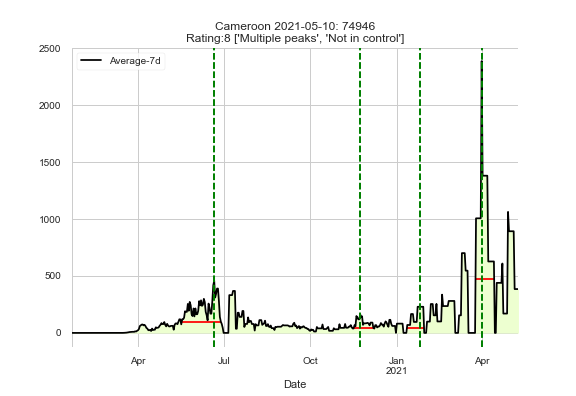 Cameroon 2021-05-10: 74946
Rating:8 ['Multiple peaks', 'Not in control']
Average-7d
2500
2000
1500
1000
500
0
Apr
Jul
Oct
Jan
2021
Apr
Date